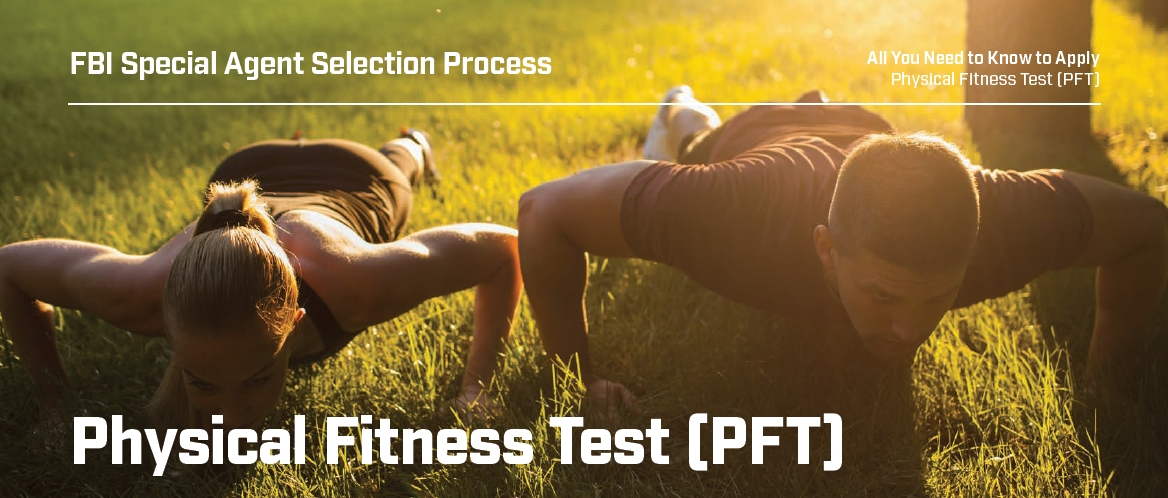 FBI Special Agent Selection Process
All You Need to Know to Apply
Physical Fitness Test (PFT)
Physical Fitness Test (PFT)